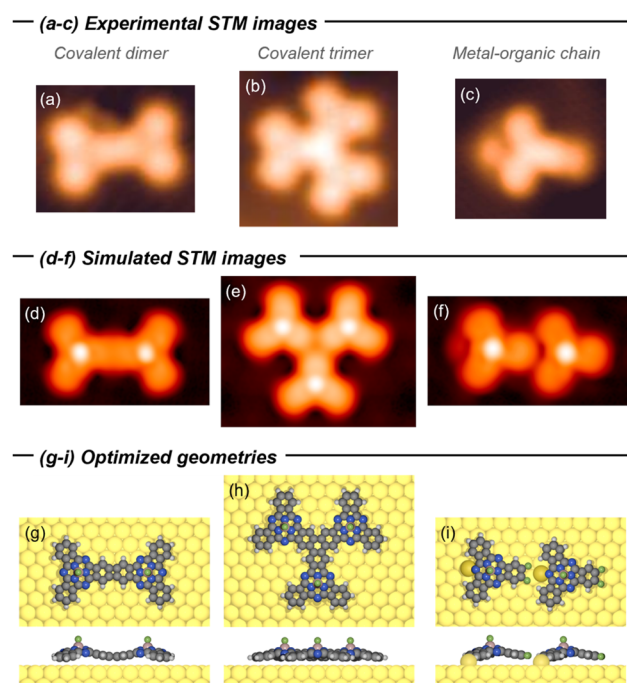 (a-c) Experimental STM images
Covalent dimer Covalent trimer Metal-organic chain
(a) (b) (c)
(d-f) Simulated STM images
(d) (e) (f)
(g-i) Optimized geometries
(g) (h) (i)